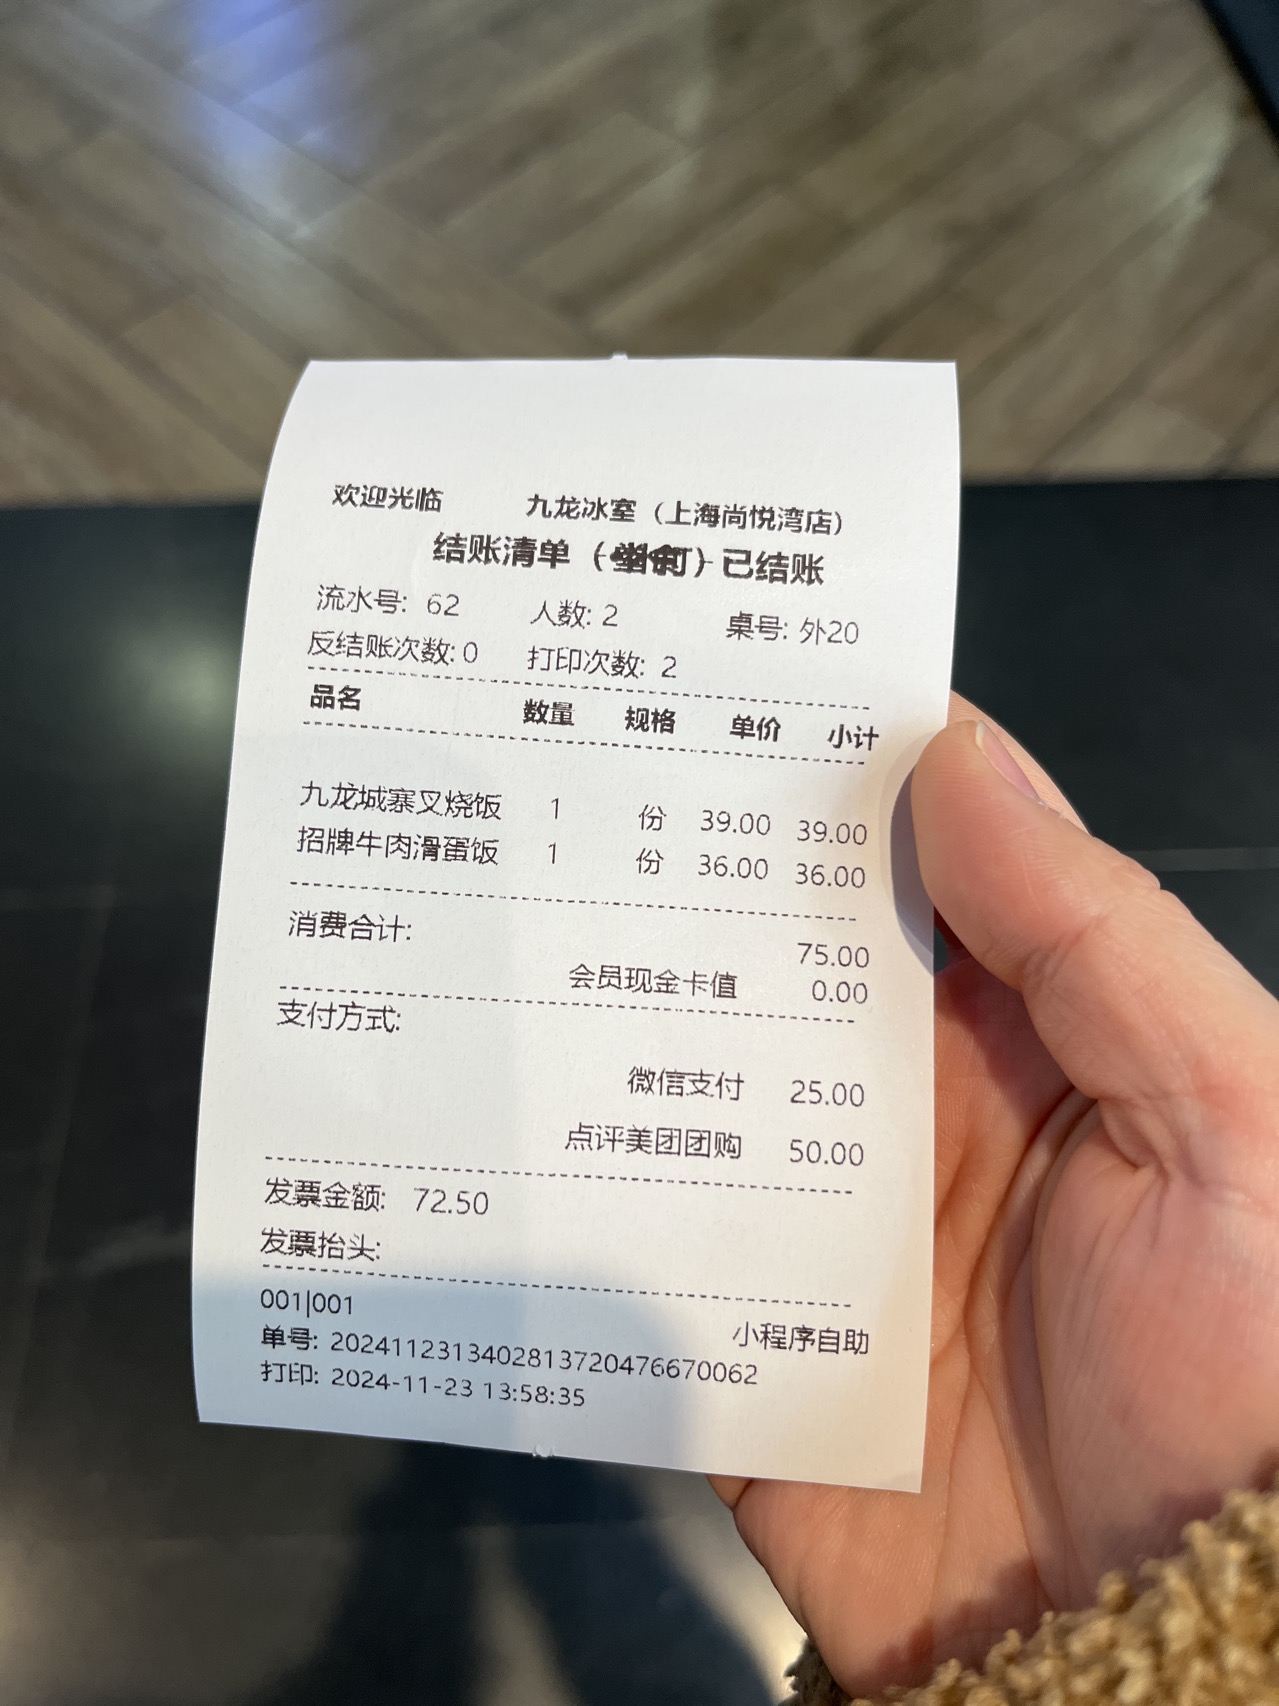 欢迎光临 九龙冰室（上海尚悦湾店）
结账清单（）已结账
流水号: 62 人数: 2 桌号: 外20
反结账次数: 0 打印次数: 2
品名 数量 规格 单价 小计
九龙城寨叉烧饭 1 份 39.00 39.00
招牌牛肉滑蛋饭 1 份 36.00 36.00
消费合计: 75.00
会员现金卡值 0.00
支付方式:
微信支付 25.00
点评美团团购 50.00
发票金额: 72.50
发票抬头:
001|001
小程序自助
单号: 2024112313402813720476670062
打印: 2024-11-23 13:58:35